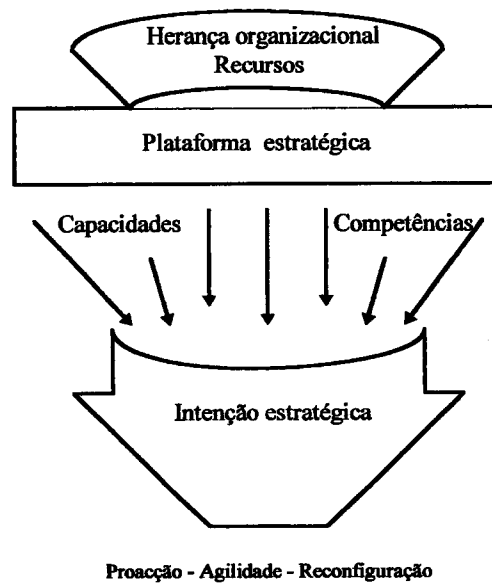 Herança organizacional
Recursos
Plataforma estratégica
Capacidades Competências
Intenção estratégica
Proacção - Agilidade - Reconfiguração